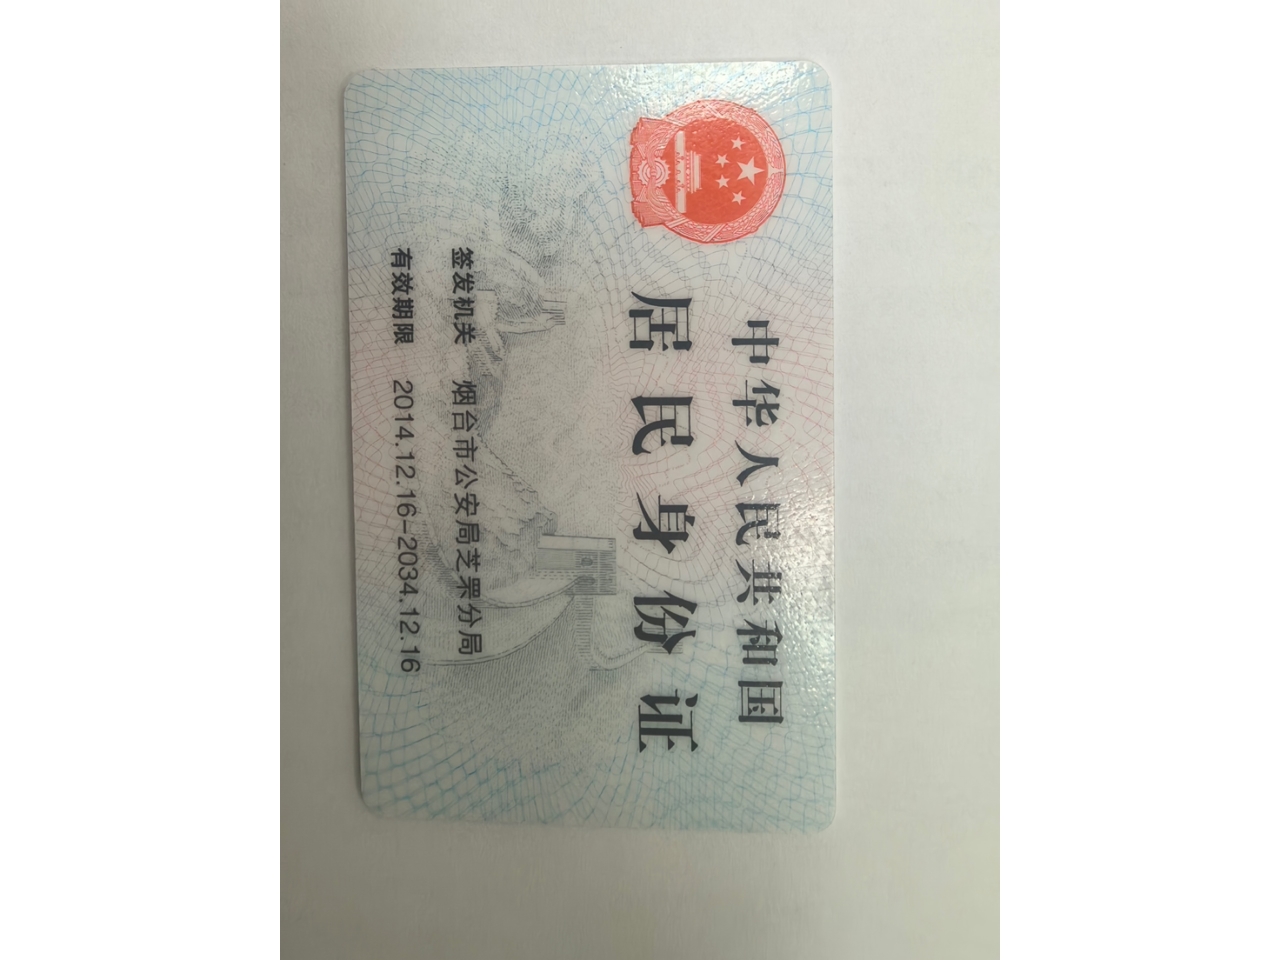 中华人民共和国
居民身份证
签发机关 烟台市公安局芝罘分局
有效期限 2014.12.16-2034.12.16